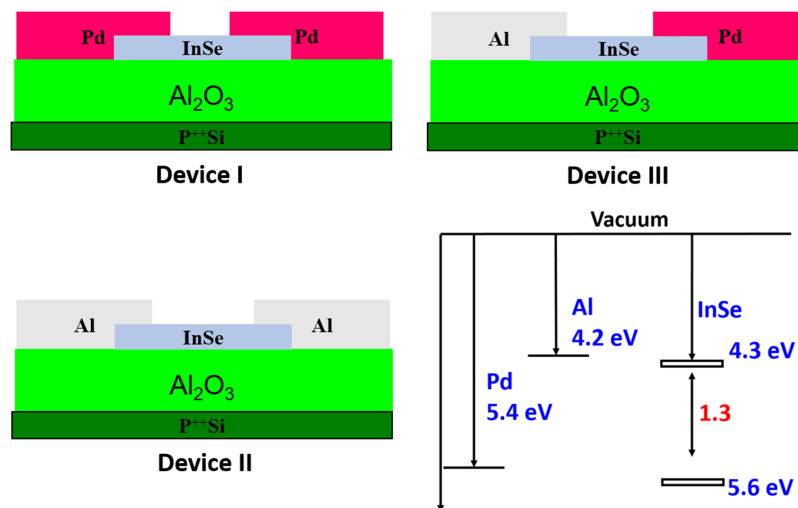 Pd
InSe
Pd
Al₂O₃
P⁺⁺Si
Device I
Al
InSe
Pd
Al₂O₃
P⁺⁺Si
Device III
Al
InSe
Al
Al₂O₃
P⁺⁺Si
Device II
Vacuum
Al
4.2 eV
InSe
4.3 eV
Pd
5.4 eV
1.3
5.6 eV